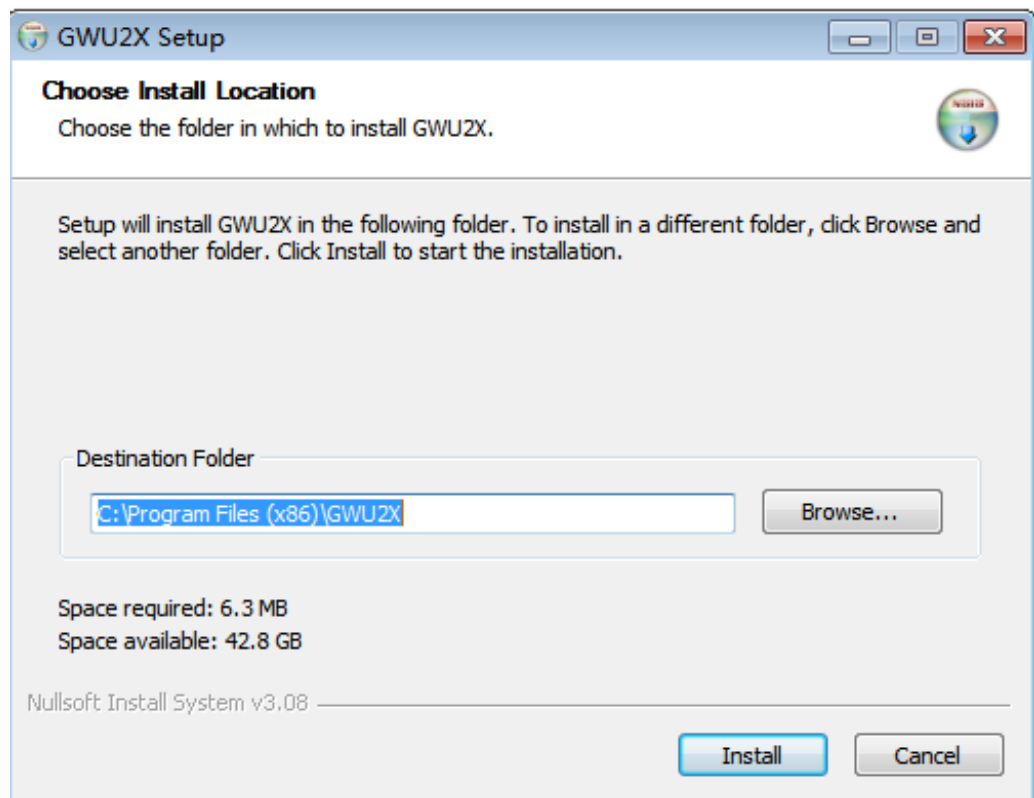 GWU2X Setup
Choose Install Location
Choose the folder in which to install GWU2X.
Setup will install GWU2X in the following folder. To install in a different folder, click Browse and
select another folder. Click Install to start the installation.
Destination Folder
C:\Program Files (x86)\GWU2X
Browse...
Space required: 6.3 MB
Space available: 42.8 GB
Nullsoft Install System v3.08
Install
Cancel